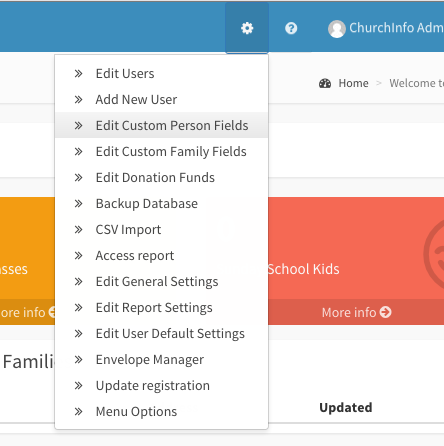 ChurchInfo Adm
Edit Users
Add New User
Edit Custom Person Fields
Edit Custom Family Fields
Edit Donation Funds
Backup Database
CSV Import
Access report
Edit General Settings
Edit Report Settings
Edit User Default Settings
Envelope Manager
Update registration
Menu Options
Home > Welcome to
asses
School Kids
ore info
More info
Famili
Updated